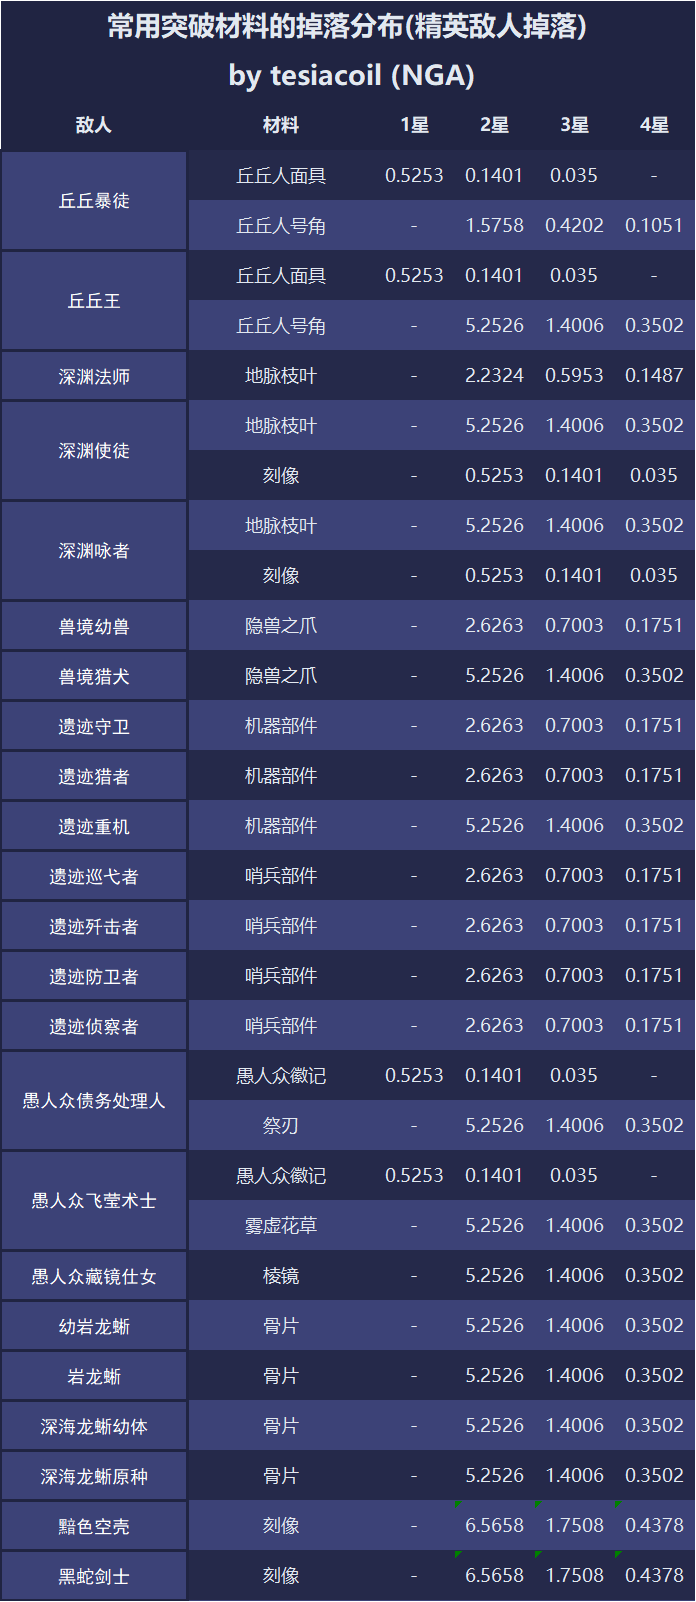 常用突破材料的掉落分布(精英敌人掉落)
by tesiacoil (NGA)
敌人 材料 1星 2星 3星 4星
丘丘暴徒 丘丘人面具 0.5253 0.1401 0.035 -
丘丘人号角 - 1.5758 0.4202 0.1051
丘丘王 丘丘人面具 0.5253 0.1401 0.035 -
丘丘人号角 - 5.2526 1.4006 0.3502
深渊法师 地脉枝叶 - 2.2324 0.5953 0.1487
深渊使徒 地脉枝叶 - 5.2526 1.4006 0.3502
刻像 - 0.5253 0.1401 0.035
深渊咏者 地脉枝叶 - 5.2526 1.4006 0.3502
刻像 - 0.5253 0.1401 0.035
兽境幼兽 隐兽之爪 - 2.6263 0.7003 0.1751
兽境猎犬 隐兽之爪 - 5.2526 1.4006 0.3502
遗迹守卫 机器部件 - 2.6263 0.7003 0.1751
遗迹猎者 机器部件 - 2.6263 0.7003 0.1751
遗迹重机 机器部件 - 5.2526 1.4006 0.3502
遗迹巡弋者 哨兵部件 - 2.6263 0.7003 0.1751
遗迹歼击者 哨兵部件 - 2.6263 0.7003 0.1751
遗迹防卫者 哨兵部件 - 2.6263 0.7003 0.1751
遗迹侦察者 哨兵部件 - 2.6263 0.7003 0.1751
愚人众债务处理人 愚人众徽记 0.5253 0.1401 0.035 -
祭刃 - 5.2526 1.4006 0.3502
愚人众飞莹术士 愚人众徽记 0.5253 0.1401 0.035 -
雾虚花草 - 5.2526 1.4006 0.3502
愚人众藏镜仕女 棱镜 - 5.2526 1.4006 0.3502
幼岩龙蜥 骨片 - 5.2526 1.4006 0.3502
岩龙蜥 骨片 - 5.2526 1.4006 0.3502
深海龙蜥幼体 骨片 - 5.2526 1.4006 0.3502
深海龙蜥原种 骨片 - 5.2526 1.4006 0.3502
黯色空壳 刻像 - 6.5658 1.7508 0.4378
黑蛇剑士 刻像 - 6.5658 1.7508 0.4378